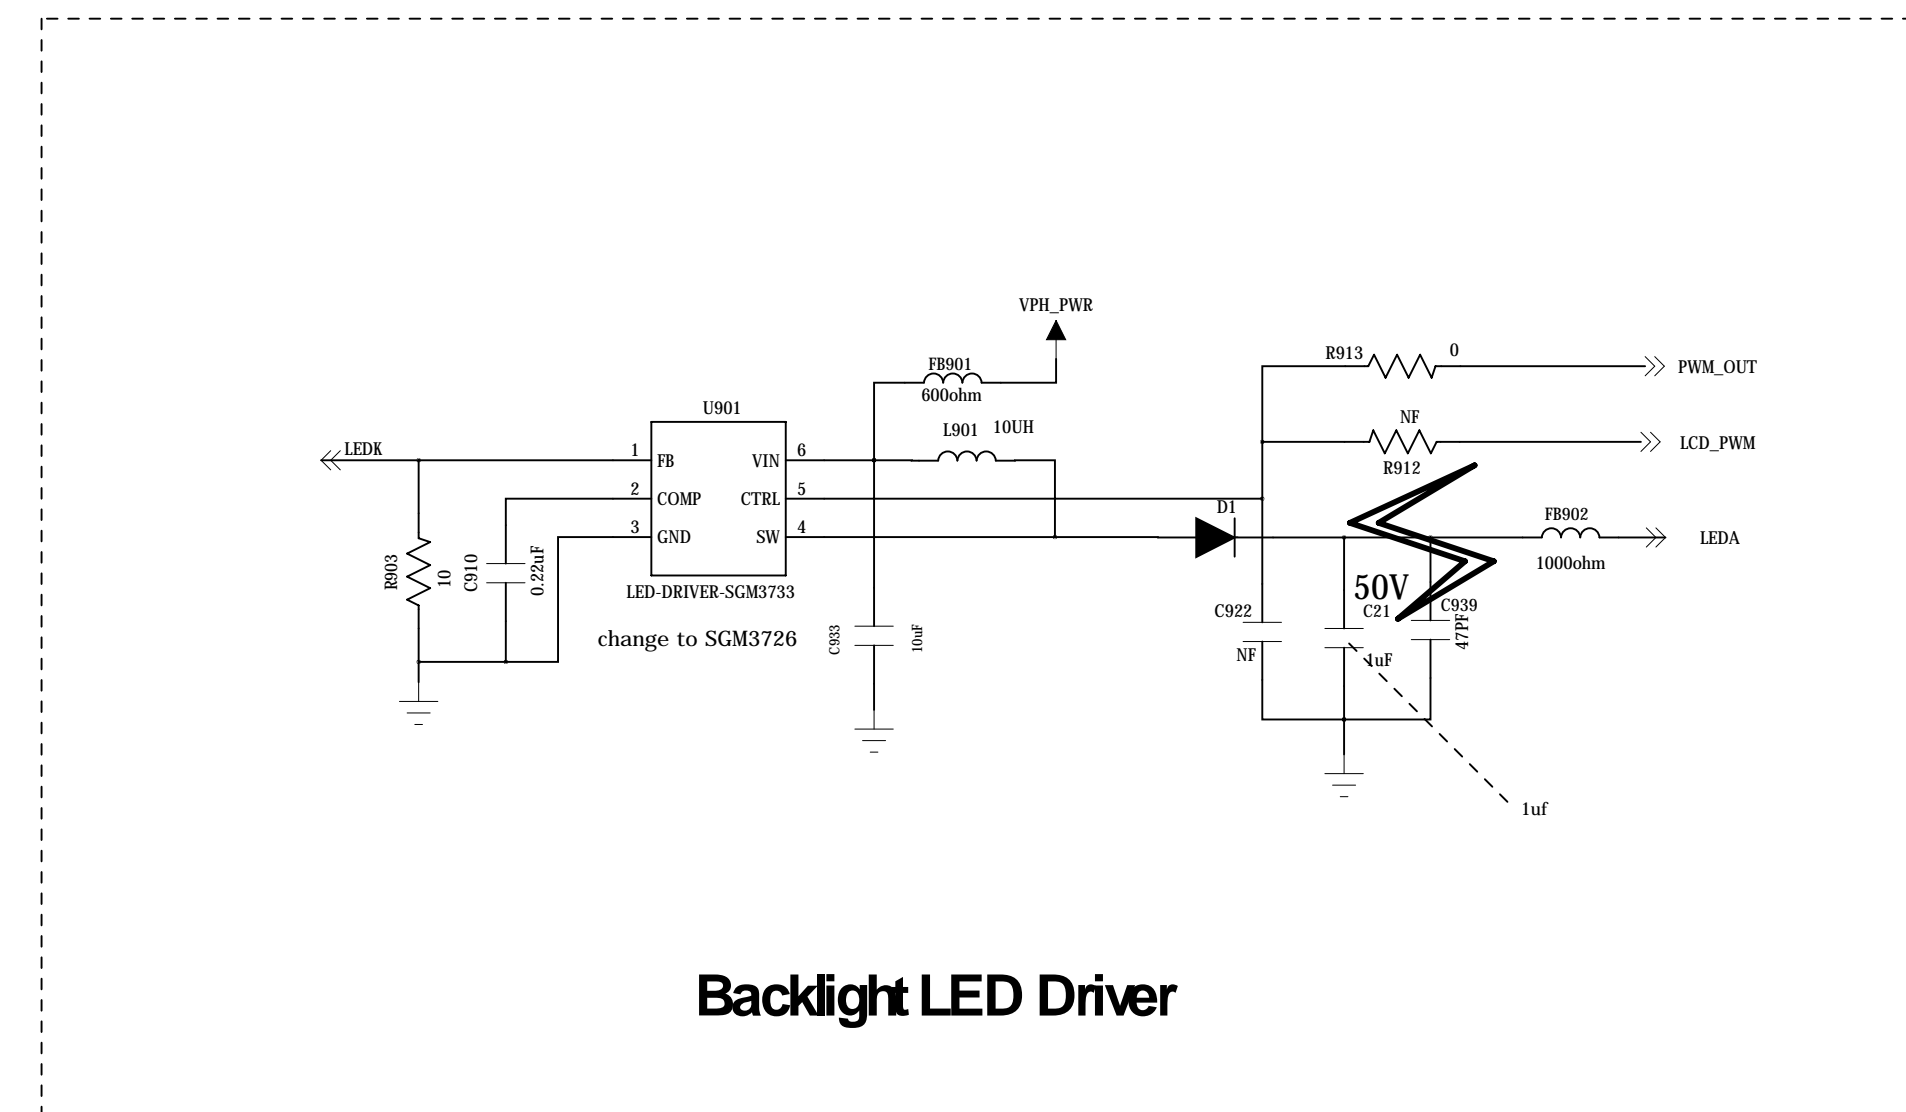 VPH_PWR
FB901
600ohm
R913
0
PWM_OUT
U901
L901
10UH
NF
R912
LCD_PWM
LEDK
1
FB
VIN
6
2
COMP
CTRL
5
3
GND
SW
4
D1
FB902
1000ohm
LEDA
R903
10
C910
0.22uF
LED-DRIVER-SGM3733
change to SGM3726
C933
10uF
50V
C922
NF
C21
1uF
C939
47PF
1uf
Backlight LED Driver